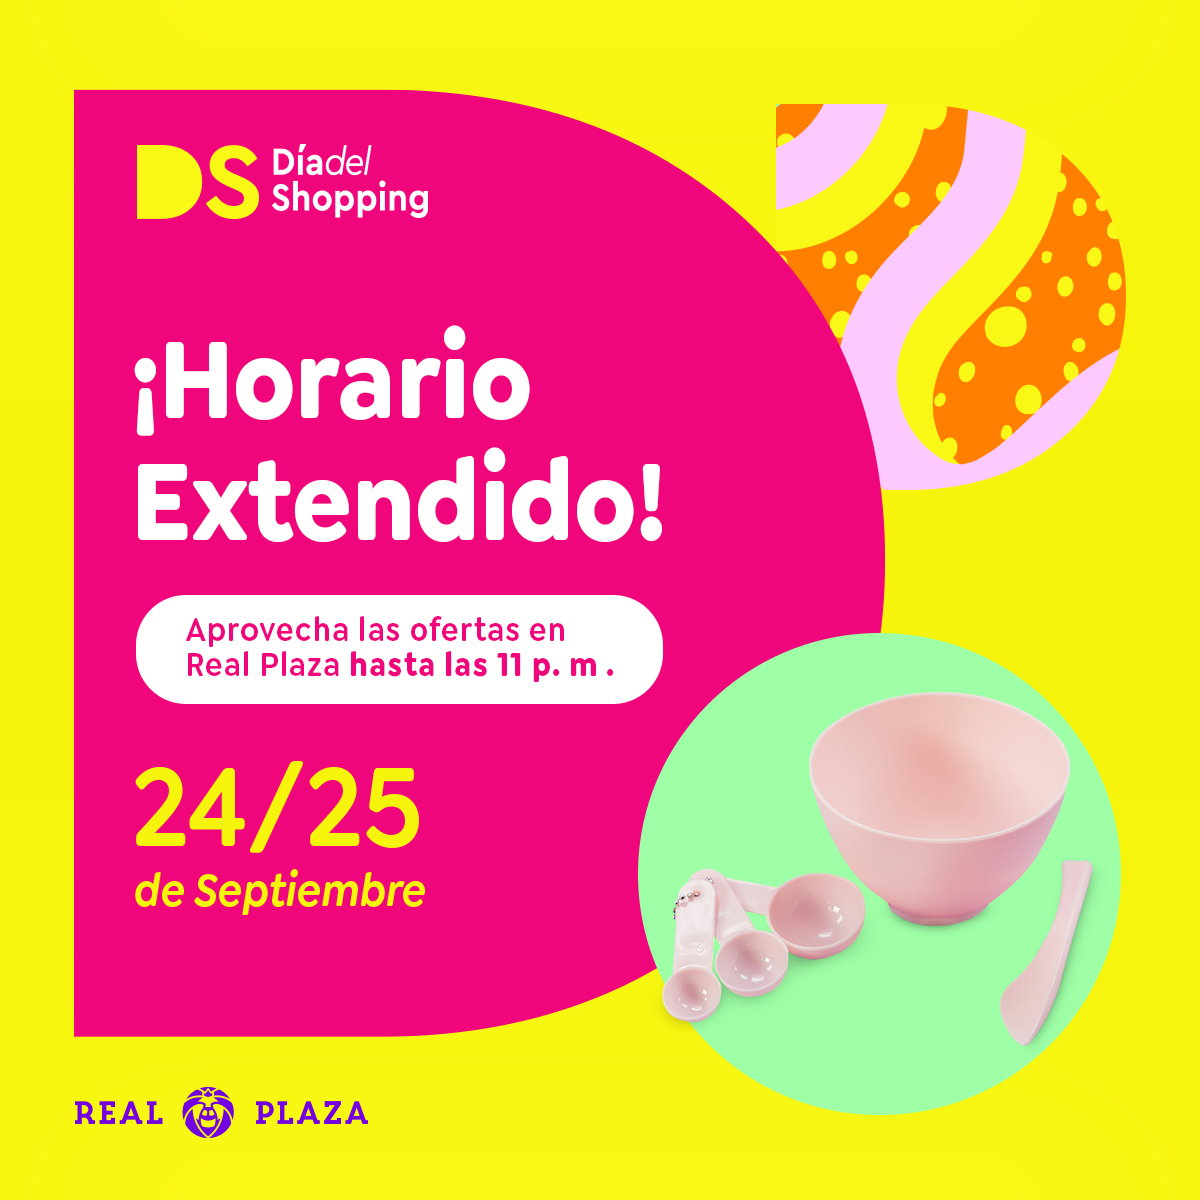 DS Díadel
Shopping
¡Horario
Extendido!
Aprovecha las ofertas en
Real Plaza hasta las 11 p. m .
24/25
de Septiembre
REAL PLAZA